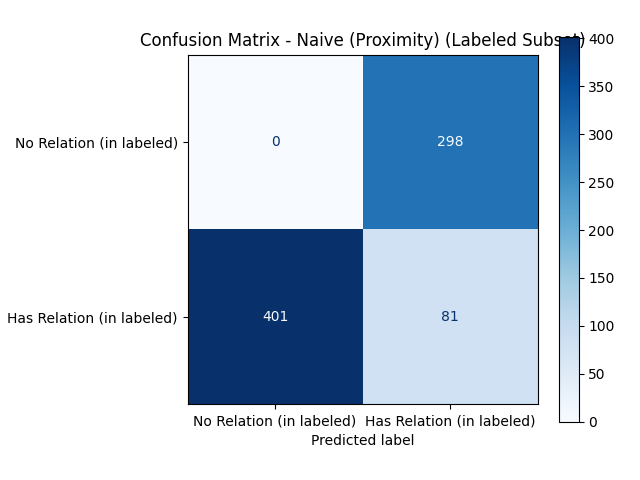 Confusion Matrix - Naive (Proximity) (Labeled Subset)
400
350
300
250
200
150
100
50
0
No Relation (in labeled)
0
298
Has Relation (in labeled)
401
81
No Relation (in labeled)
Has Relation (in labeled)
Predicted label